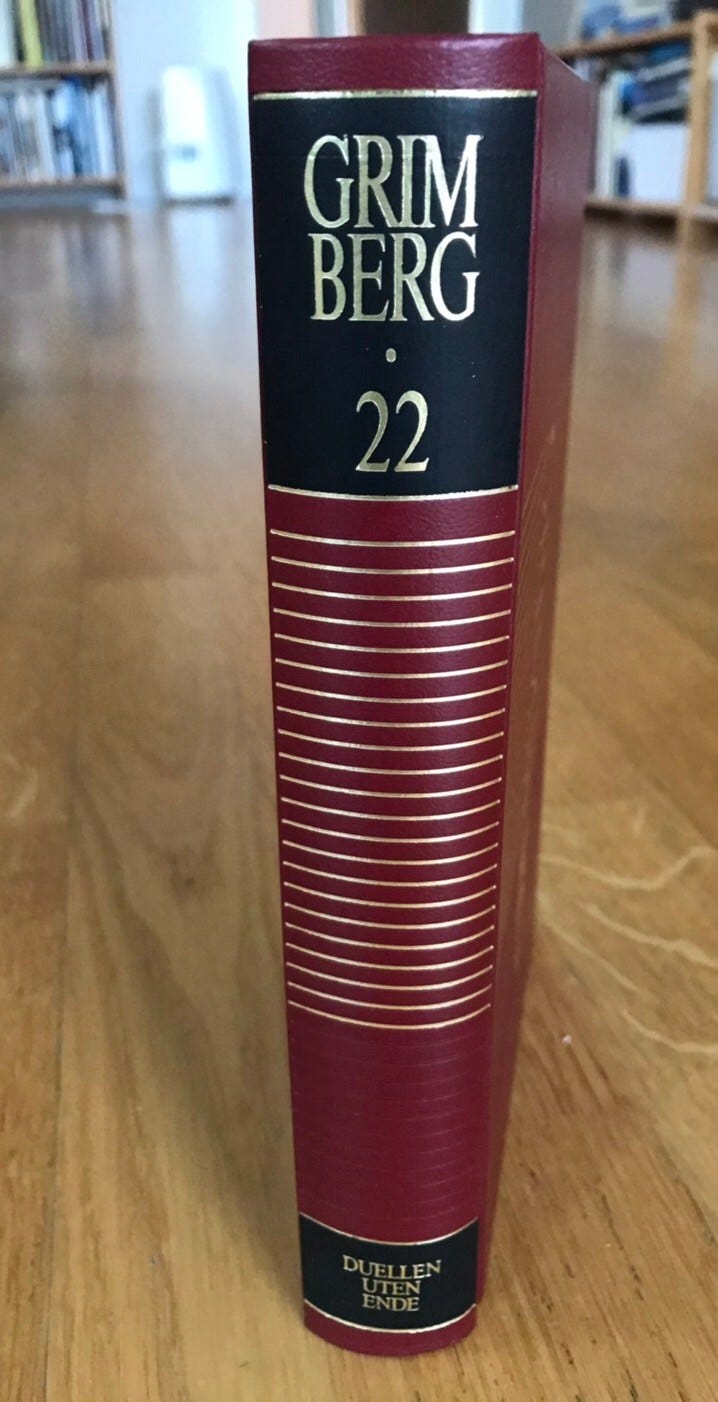 GRIM
BERG
·
22
DUELLEN
UTEN
ENDE